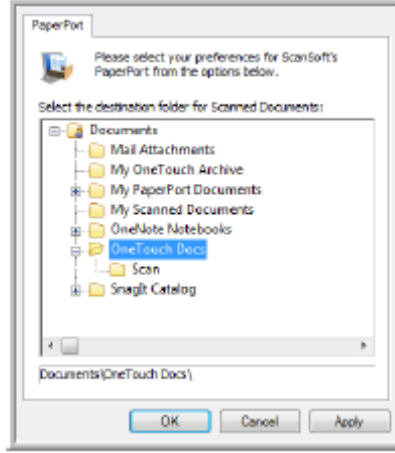 PaperPort
Please select your preferences for ScanSoft's
PaperPort from the options below.
Select the destination folder for Scanned Documents:
Documents
Mail Attachments
My OneTouch Archive
My PaperPort Documents
My Scanned Documents
OneNote Notebooks
OneTouch Docs
Scan
SnagIt Catalog
Documents\OneTouch Docs\
OK Cancel Apply